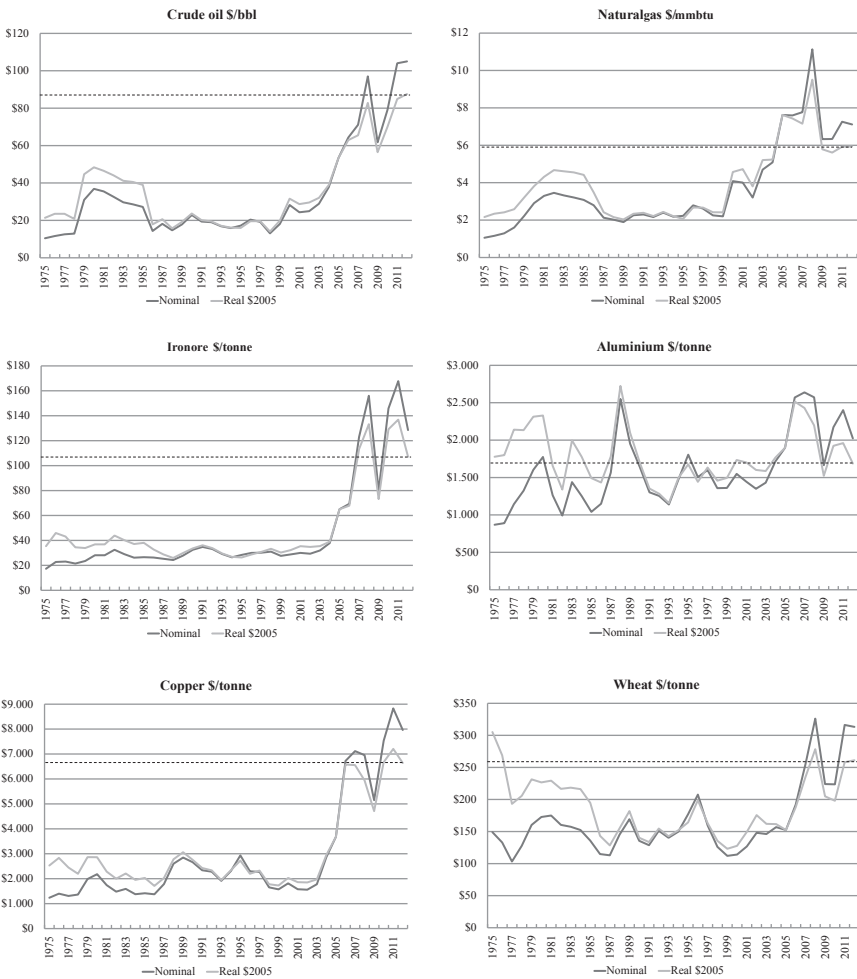 Crude oil $/bbl
$120
$100
$80
$60
$40
$20
$0
1975 1977 1979 1981 1983 1985 1987 1989 1991 1993 1995 1997 1999 2001 2003 2005 2007 2009 2011
Nominal Real $2005
Naturalgas $/mmbtu
$12
$10
$8
$6
$4
$2
$0
1975 1977 1979 1981 1983 1985 1987 1989 1991 1993 1995 1997 1999 2001 2003 2005 2007 2009 2011
Nominal Real $2005
Ironore $/tonne
$180
$160
$140
$120
$100
$80
$60
$40
$20
$0
1975 1977 1979 1981 1983 1985 1987 1989 1991 1993 1995 1997 1999 2001 2003 2005 2007 2009 2011
Nominal Real $2005
Aluminium $/tonne
$3.000
$2.500
$2.000
$1.500
$1.000
$500
$0
1975 1977 1979 1981 1983 1985 1987 1989 1991 1993 1995 1997 1999 2001 2003 2005 2007 2009 2011
Nominal Real $2005
Copper $/tonne
$9.000
$8.000
$7.000
$6.000
$5.000
$4.000
$3.000
$2.000
$1.000
$0
1975 1977 1979 1981 1983 1985 1987 1989 1991 1993 1995 1997 1999 2001 2003 2005 2007 2009 2011
Nominal Real $2005
Wheat $/tonne
$350
$300
$250
$200
$150
$100
$50
$0
1975 1977 1979 1981 1983 1985 1987 1989 1991 1993 1995 1997 1999 2001 2003 2005 2007 2009 2011
Nominal Real $2005